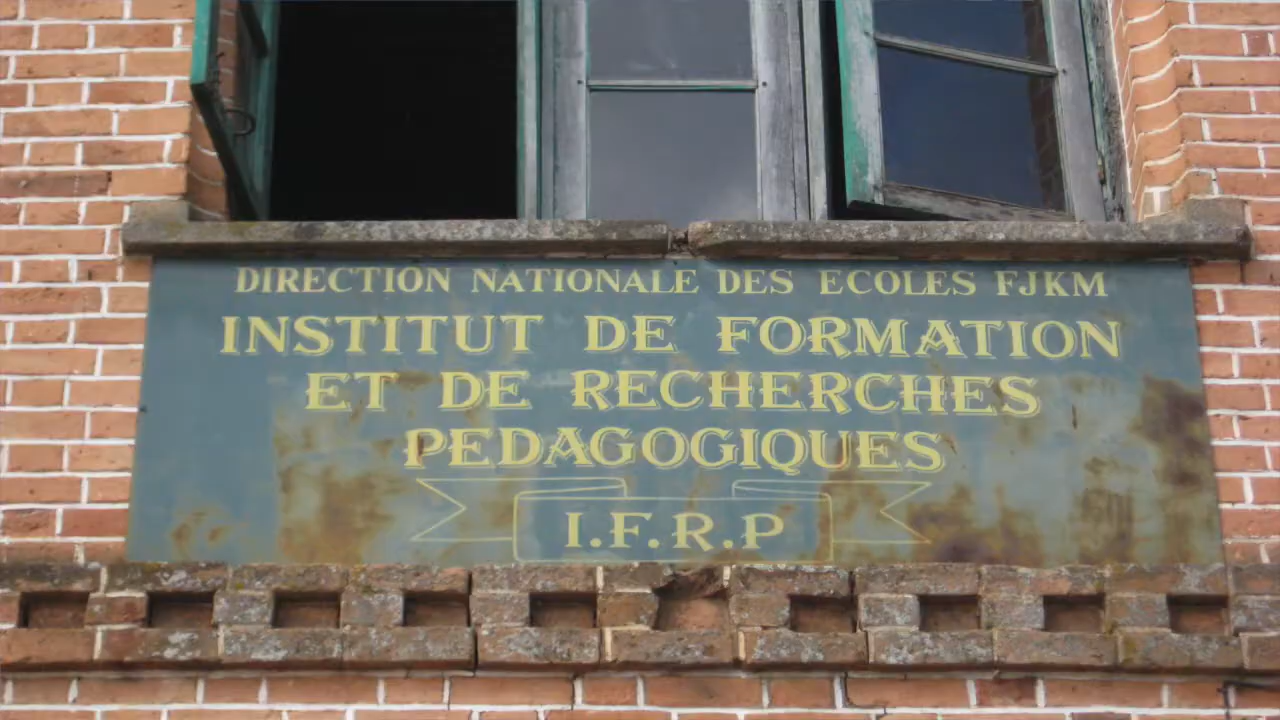 DIRECTION NATIONALE DES ECOLES FJKM
INSTITUT DE FORMATION
ET DE RECHERCHES
PEDAGOGIQUES
I.F.R.P